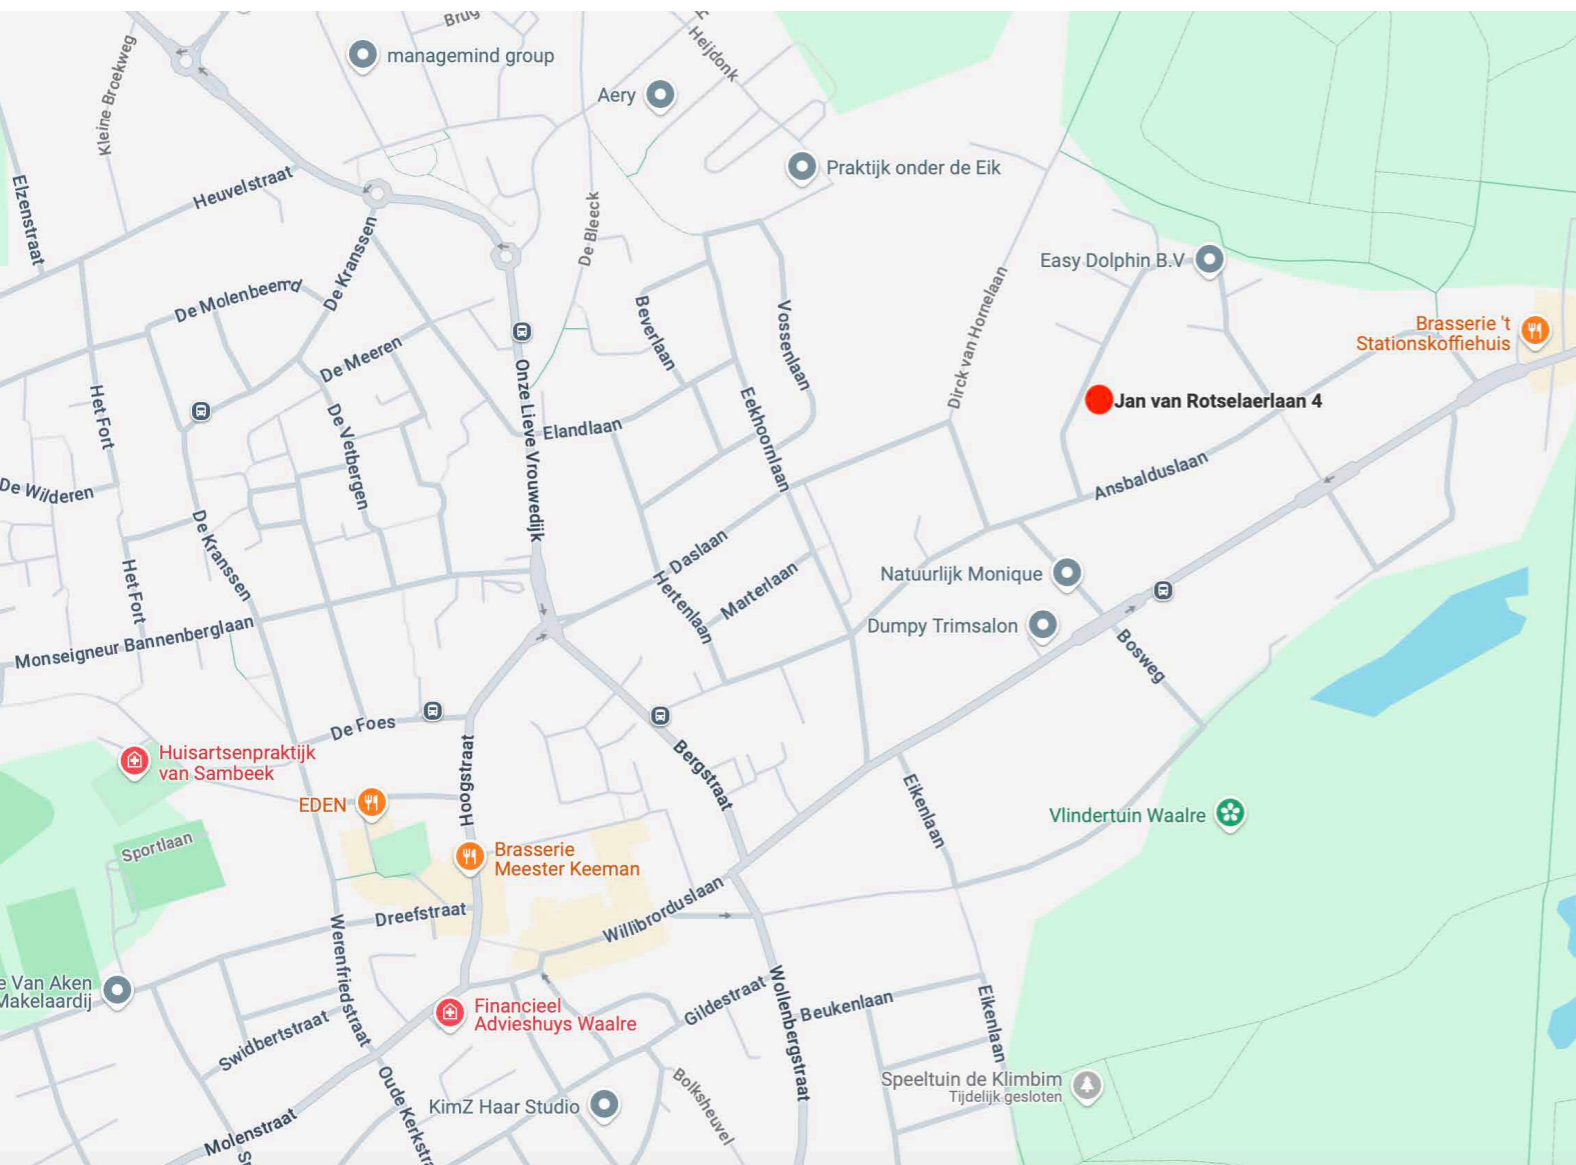 Brug
managemind group
Heijdonk
Kleine Broekweg
Aery
Praktijk onder de Eik
Heuvelstraat
Elzenstraat
De Bleeck
De Kranssen
Easy Dolphin B.V
De Molenbeemd
Dirck van Hornelaan
Beverlaan
Vossenlaan
Brasserie 't
Stationskoffiehuis
De Meeren
Onze Lieve Vrouwedijk
Jan van Rotselaerlaan 4
Het Fort
De Vetbergen
Elandlaan
Eekhoornlaan
De Wilderen
Ansbalduslaan
De Kranssen
Daslaan
Het Fort
Hertenlaan
Marterlaan
Natuurlijk Monique
Dumpy Trimsalon
Monseigneur Bannenberglaan
Bosweg
De Foes
Huisartsenpraktijk
van Sambeek
Hoogstraat
Bergstraat
EDEN
Eikenlaan
Vlindertuin Waalre
Sportlaan
Brasserie
Meester Keeman
Dreefstraat
Willibrorduslaan
Werenfriedstraat
e Van Aken
Makelaardij
Wollenbergstraat
Gildestraat
Beukenlaan
Eikenlaan
Financieel
Advieshuys Waalre
Swidbertstraat
Speeltuin de Klimbim
Tijdelijk gesloten
Oude Kerkstra
KimZ Haar Studio
Bolksheuvel
Molenstraat